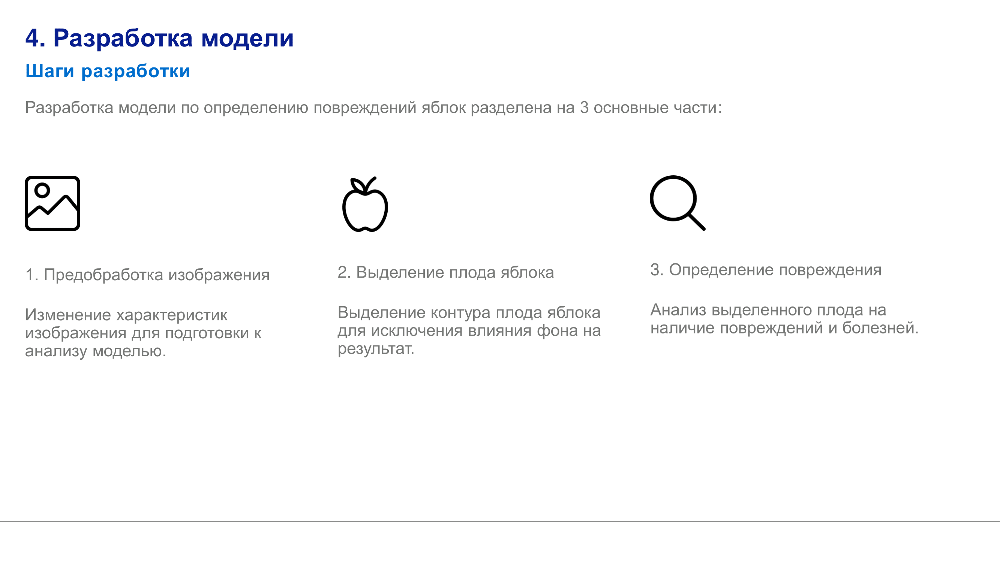 4. Разработка модели
Шаги разработки
Разработка модели по определению повреждений яблок разделена на 3 основные части:
1. Предобработка изображения
Изменение характеристик
изображения для подготовки к
анализу моделью.
2. Выделение плода яблока
Выделение контура плода яблока
для исключения влияния фона на
результат.
3. Определение повреждения
Анализ выделенного плода на
наличие повреждений и болезней.